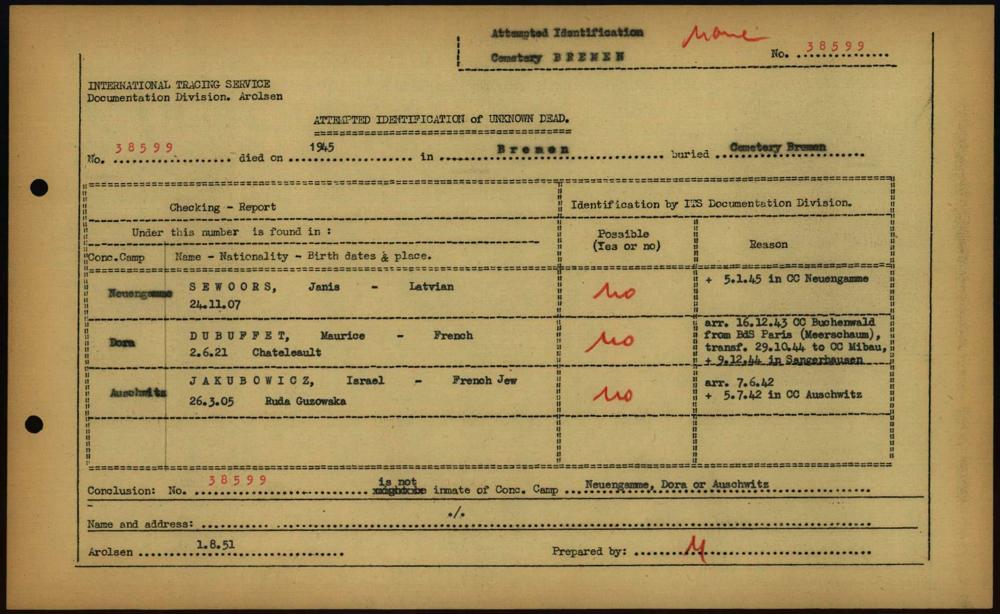 Attempted Identification
None
Cemetery B R E M E N
No. 38599
INTERNATIONAL TRACING SERVICE
Documentation Division. Arolsen
ATTEMPTED IDENTIFICATION of UNKNOWN DEAD.
No. 38599 died on 1945 in B r e m e n buried Cemetery Bremen
Checking - Report
Identification by ITS Documentation Division.
Under this number is found in :
Possible
(Yes or no)
Reason
Conc.Camp Name - Nationality - Birth dates & place.
Neuengamme S E W O O R S, Janis - Latvian
24.11.07
No
+ 5.1.45 in CC Neuengamme
Dora D U B U F F E T, Maurice - French
2.6.21 Chateleault
No
arr. 16.12.43 CC Buchenwald
from BdS Paris (Meerschaum),
transf. 29.10.44 to CC Mibau,
+ 9.12.44 in Sangerhausen
Auschwitz J A K U B O W I C Z, Israel - French Jew
26.3.05 Ruda Guzowska
No
arr. 7.6.42
+ 5.7.42 in CC Auschwitz
Conclusion: No. 38599 is not inmate of Conc. Camp Neuengamme, Dora or Auschwitz
Name and address: ./.
Arolsen 1.8.51 Prepared by: